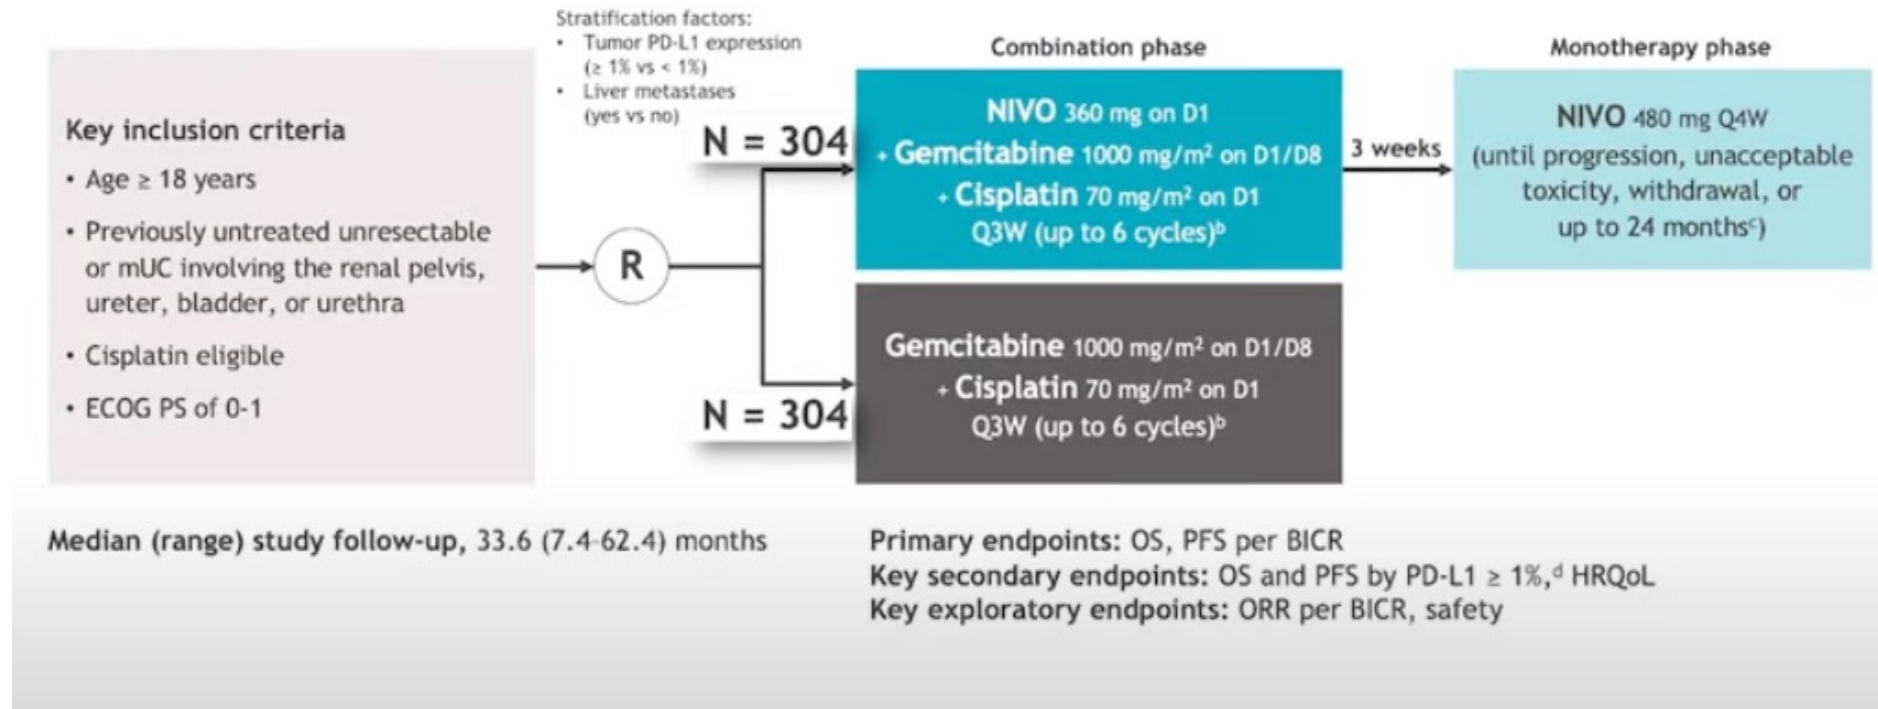 Stratification factors:
• Tumor PD-L1 expression
(≥ 1% vs < 1%)
• Liver metastases
(yes vs no)
Key inclusion criteria
• Age ≥ 18 years
• Previously untreated unresectable
or mUC involving the renal pelvis,
ureter, bladder, or urethra
• Cisplatin eligible
• ECOG PS of 0-1
R
N = 304
N = 304
Combination phase
NIVO 360 mg on D1
+ Gemcitabine 1000 mg/m² on D1/D8
+ Cisplatin 70 mg/m² on D1
Q3W (up to 6 cycles)ᵇ
Gemcitabine 1000 mg/m² on D1/D8
+ Cisplatin 70 mg/m² on D1
Q3W (up to 6 cycles)ᵇ
3 weeks
Monotherapy phase
NIVO 480 mg Q4W
(until progression, unacceptable
toxicity, withdrawal, or
up to 24 monthsᶜ)
Median (range) study follow-up, 33.6 (7.4-62.4) months
Primary endpoints: OS, PFS per BICR
Key secondary endpoints: OS and PFS by PD-L1 ≥ 1%,ᵈ HRQoL
Key exploratory endpoints: ORR per BICR, safety